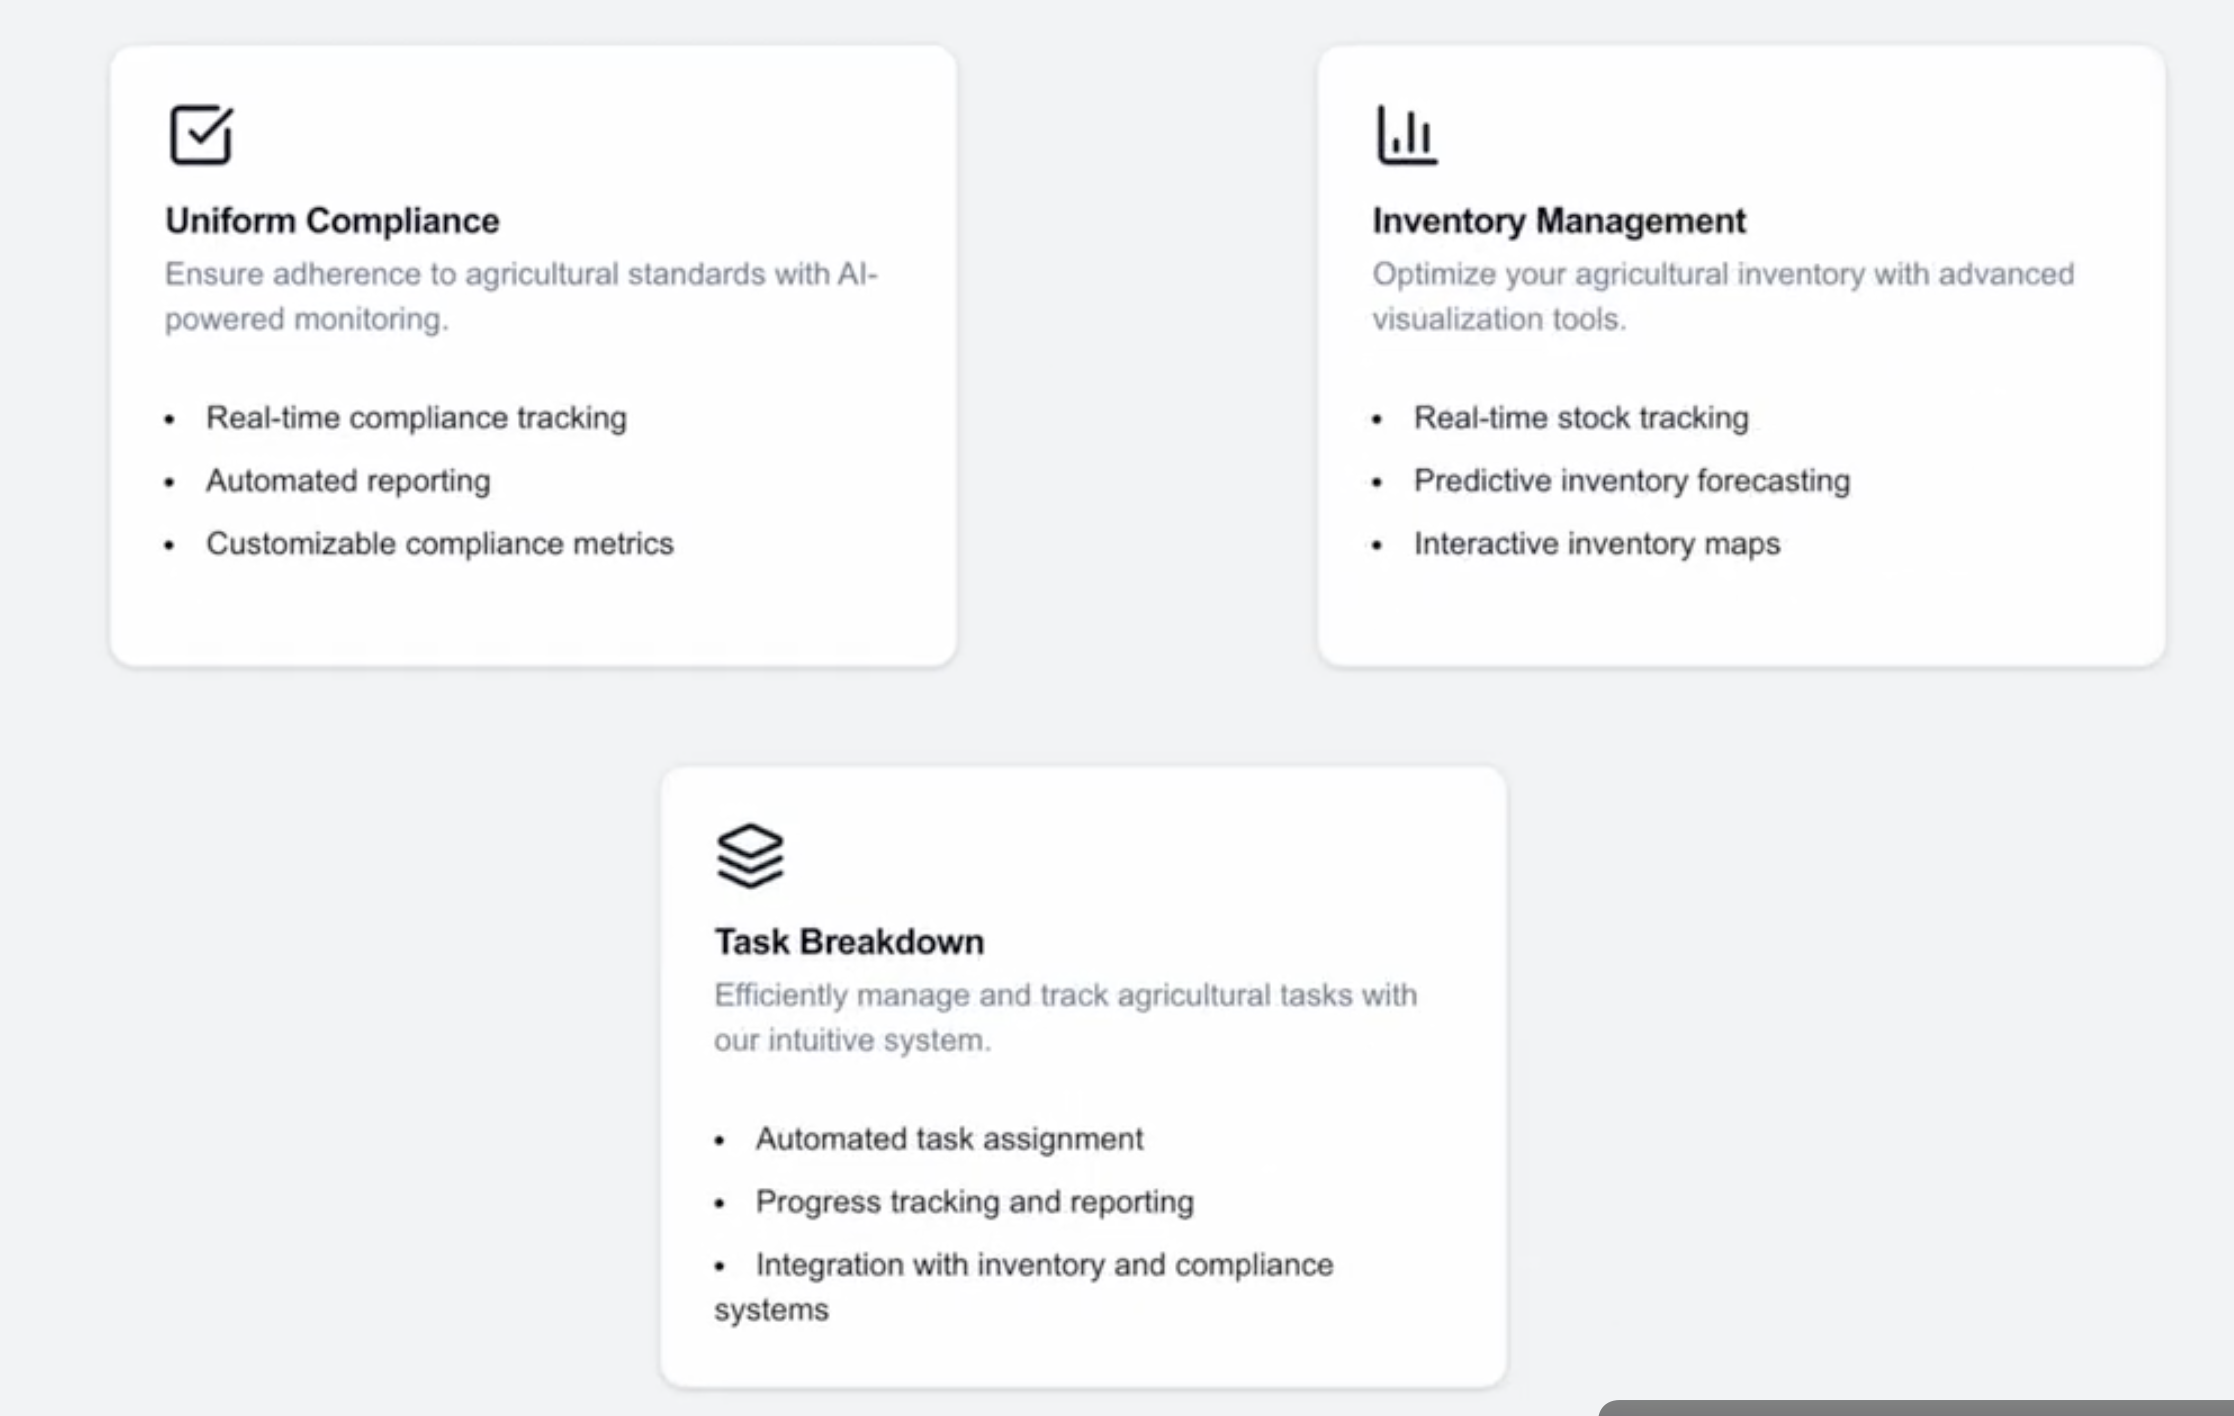 Uniform Compliance
Ensure adherence to agricultural standards with AI-
powered monitoring.
• Real-time compliance tracking
• Automated reporting
• Customizable compliance metrics
Inventory Management
Optimize your agricultural inventory with advanced
visualization tools.
• Real-time stock tracking
• Predictive inventory forecasting
• Interactive inventory maps
Task Breakdown
Efficiently manage and track agricultural tasks with
our intuitive system.
• Automated task assignment
• Progress tracking and reporting
• Integration with inventory and compliance
systems